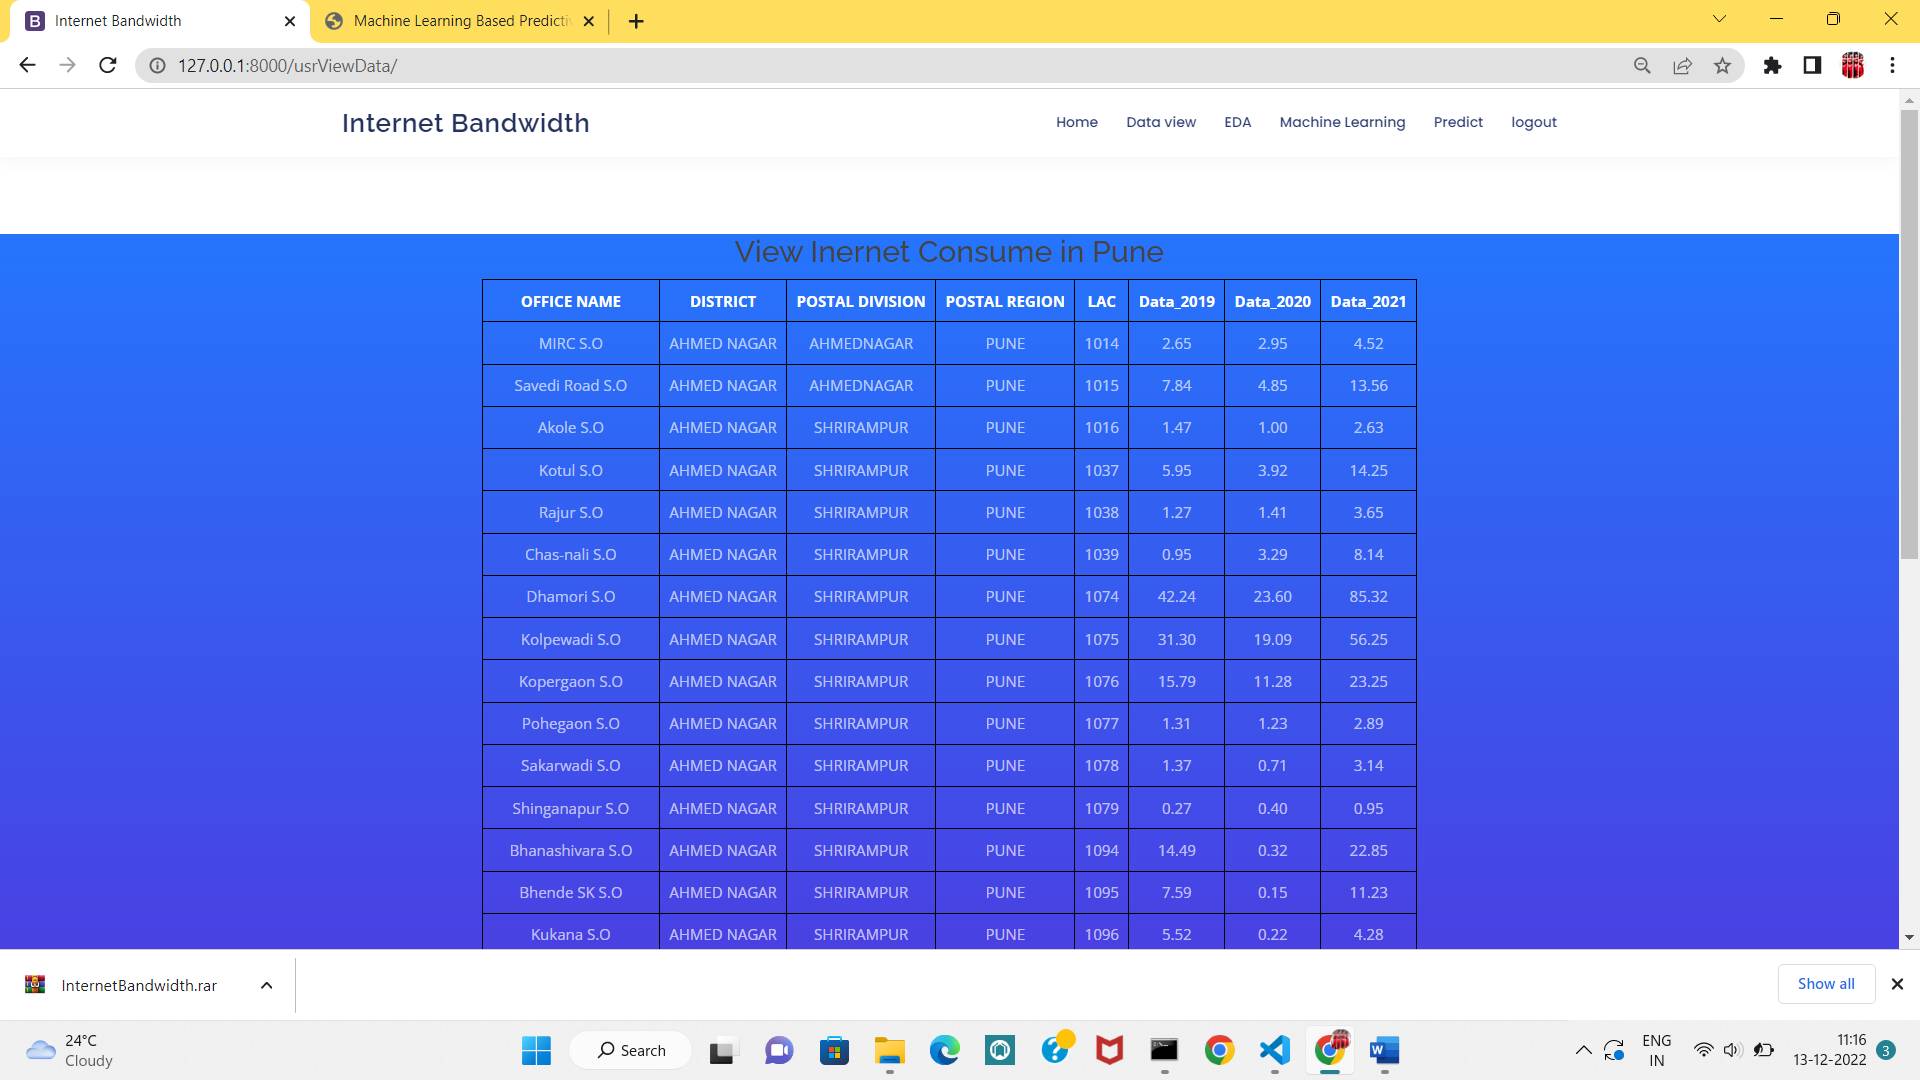 Internet Bandwidth
Machine Learning Based Predictiv
127.0.0.1:8000/usrViewData/
Internet Bandwidth
Home Data view EDA Machine Learning Predict logout
View Inernet Consume in Pune
OFFICE NAME DISTRICT POSTAL DIVISION POSTAL REGION LAC Data_2019 Data_2020 Data_2021
MIRC S.O AHMED NAGAR AHMEDNAGAR PUNE 1014 2.65 2.95 4.52
Savedi Road S.O AHMED NAGAR AHMEDNAGAR PUNE 1015 7.84 4.85 13.56
Akole S.O AHMED NAGAR SHRIRAMPUR PUNE 1016 1.47 1.00 2.63
Kotul S.O AHMED NAGAR SHRIRAMPUR PUNE 1037 5.95 3.92 14.25
Rajur S.O AHMED NAGAR SHRIRAMPUR PUNE 1038 1.27 1.41 3.65
Chas-nali S.O AHMED NAGAR SHRIRAMPUR PUNE 1039 0.95 3.29 8.14
Dhamori S.O AHMED NAGAR SHRIRAMPUR PUNE 1074 42.24 23.60 85.32
Kolpewadi S.O AHMED NAGAR SHRIRAMPUR PUNE 1075 31.30 19.09 56.25
Kopergaon S.O AHMED NAGAR SHRIRAMPUR PUNE 1076 15.79 11.28 23.25
Pohegaon S.O AHMED NAGAR SHRIRAMPUR PUNE 1077 1.31 1.23 2.89
Sakarwadi S.O AHMED NAGAR SHRIRAMPUR PUNE 1078 1.37 0.71 3.14
Shinganapur S.O AHMED NAGAR SHRIRAMPUR PUNE 1079 0.27 0.40 0.95
Bhanashivara S.O AHMED NAGAR SHRIRAMPUR PUNE 1094 14.49 0.32 22.85
Bhende SK S.O AHMED NAGAR SHRIRAMPUR PUNE 1095 7.59 0.15 11.23
Kukana S.O AHMED NAGAR SHRIRAMPUR PUNE 1096 5.52 0.22 4.28
InternetBandwidth.rar
Show all
24°C
Cloudy
Search
ENG
IN
11:16
13-12-2022
3